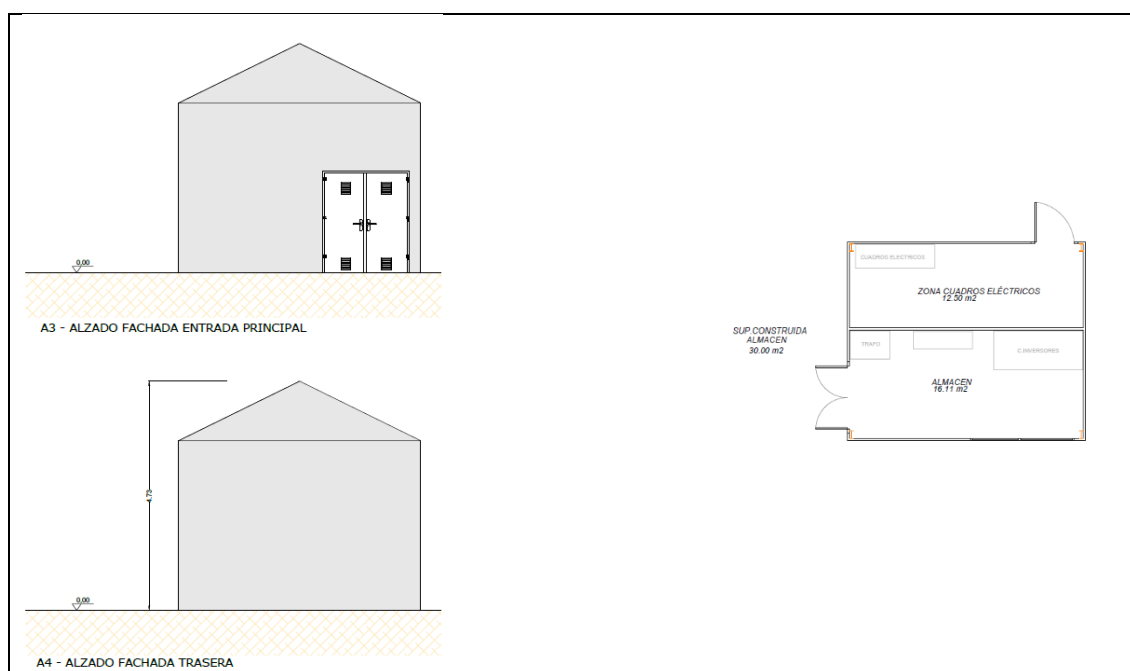 0,00
A3 - ALZADO FACHADA ENTRADA PRINCIPAL
4.73
0,00
A4 - ALZADO FACHADA TRASERA
CUADROS ELECTRICOS
ZONA CUADROS ELÉCTRICOS
12.50 m2
SUP.CONSTRUIDA
ALMACEN
30.00 m2
TRAFO
C.INVERSORES
ALMACEN
16.11 m2